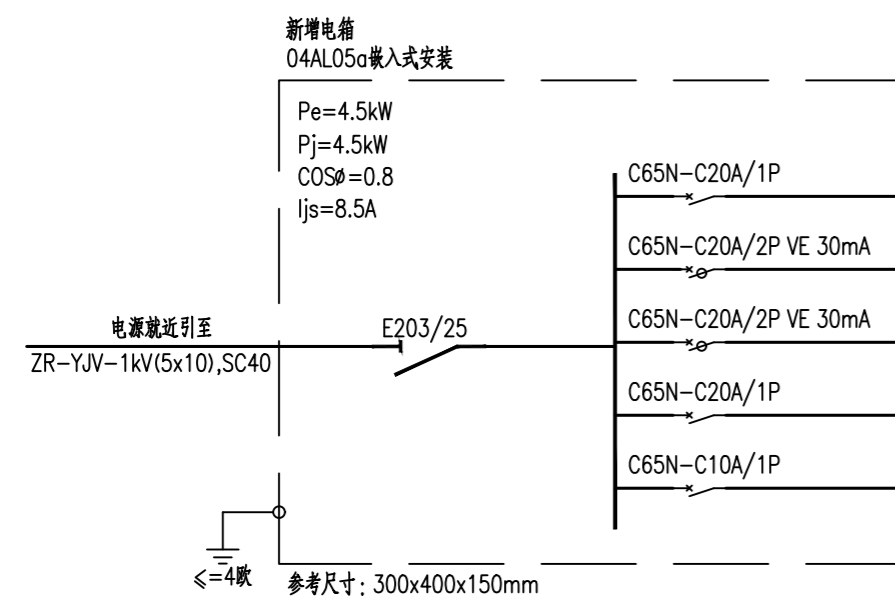 新增电箱
04AL05a嵌入式安装
Pe=4.5kW
Pj=4.5kW
COSø=0.8
Ijs=8.5A
C65N-C20A/1P
C65N-C20A/2P VE 30mA
电源就近引至
E203/25
C65N-C20A/2P VE 30mA
ZR-YJV-1kV(5x10),SC40
C65N-C20A/1P
C65N-C10A/1P
≤=4欧
参考尺寸: 300x400x150mm